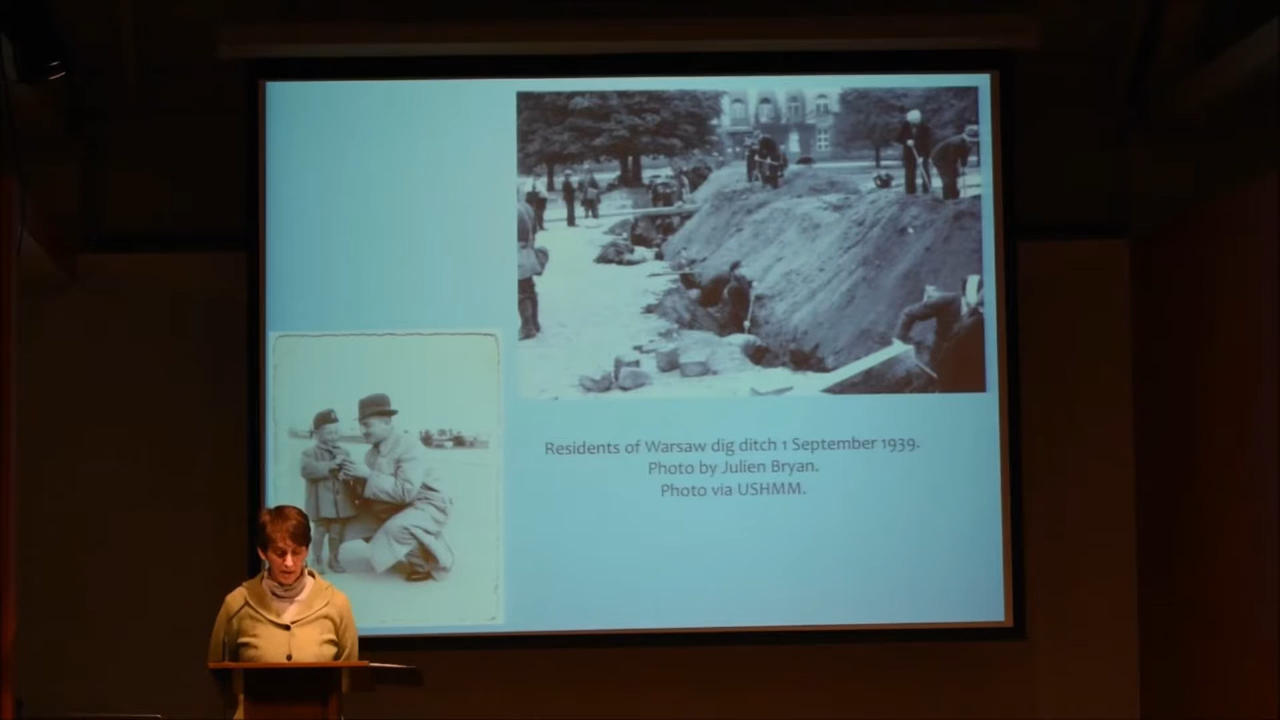 Residents of Warsaw dig ditch 1 September 1939.
Photo by Julien Bryan.
Photo via USHMM.